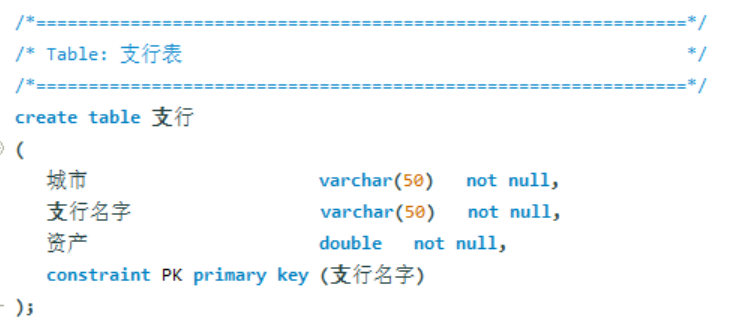 /*==============================================================*/
/* Table: 支行表                                                */
/*==============================================================*/
create table 支行
(
   城市                   varchar(50)   not null,
   支行名字                 varchar(50)   not null,
   资产                   double   not null,
   constraint PK primary key (支行名字)
);